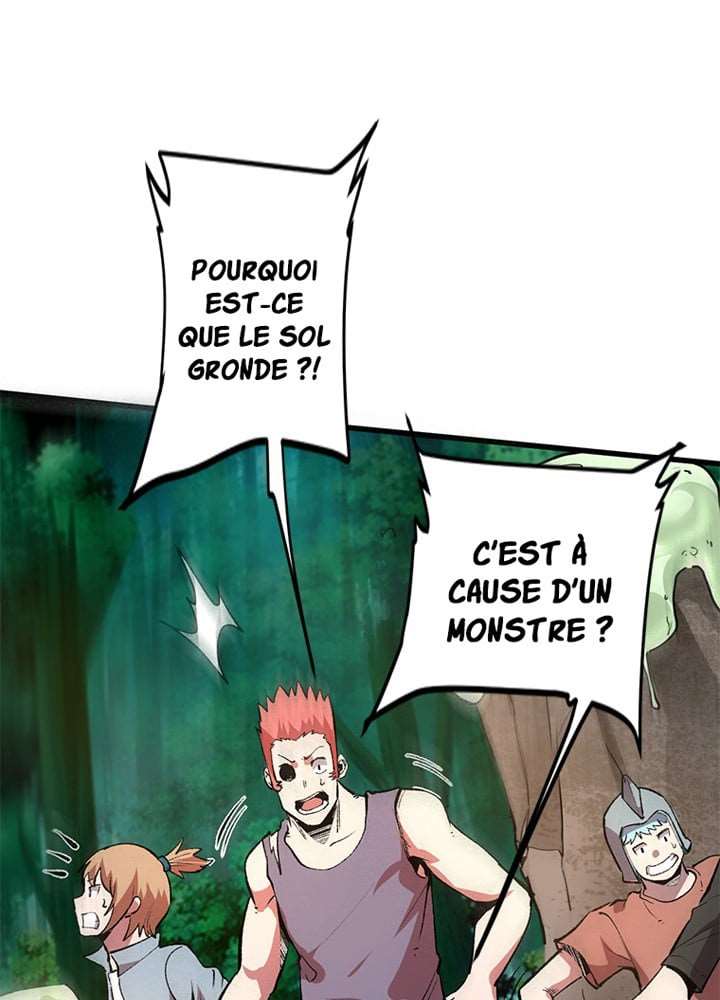 POURQUOI
EST-CE
QUE LE SOL
GRONDE ?!
C'EST À
CAUSE D'UN
MONSTRE ?